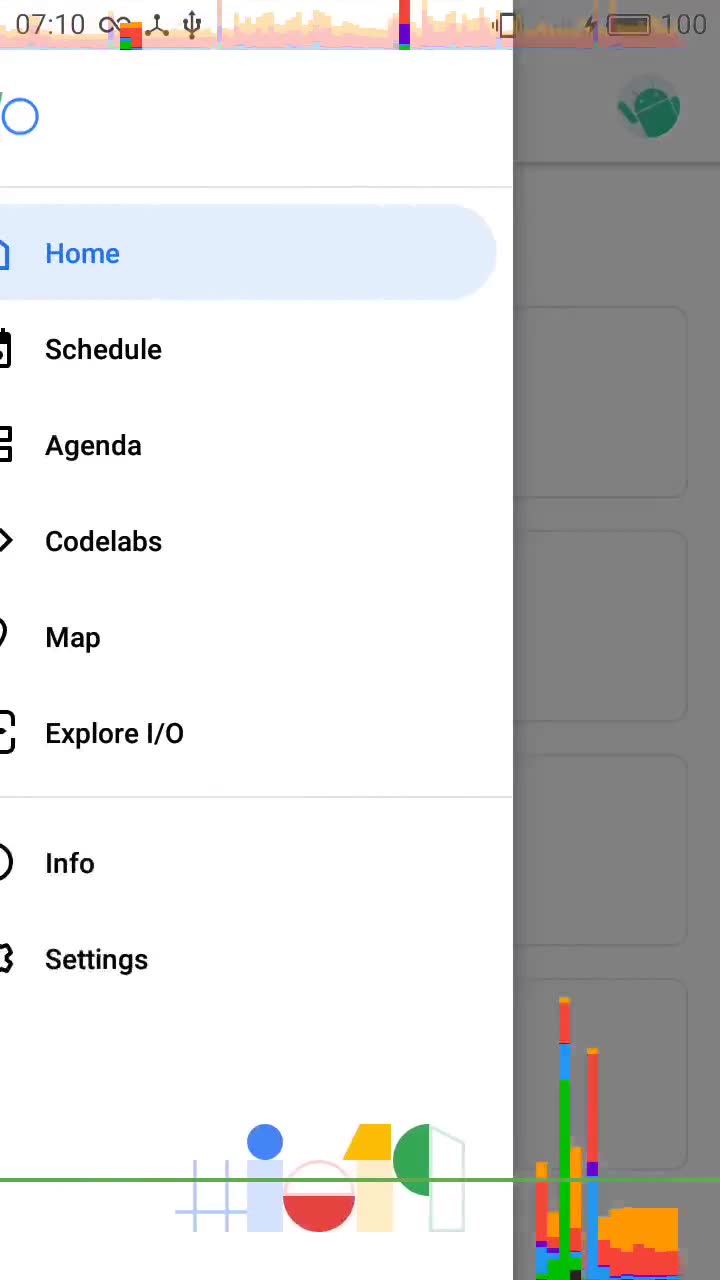 07:10 100
Home
Schedule
Agenda
Codelabs
Map
Explore I/O
Info
Settings